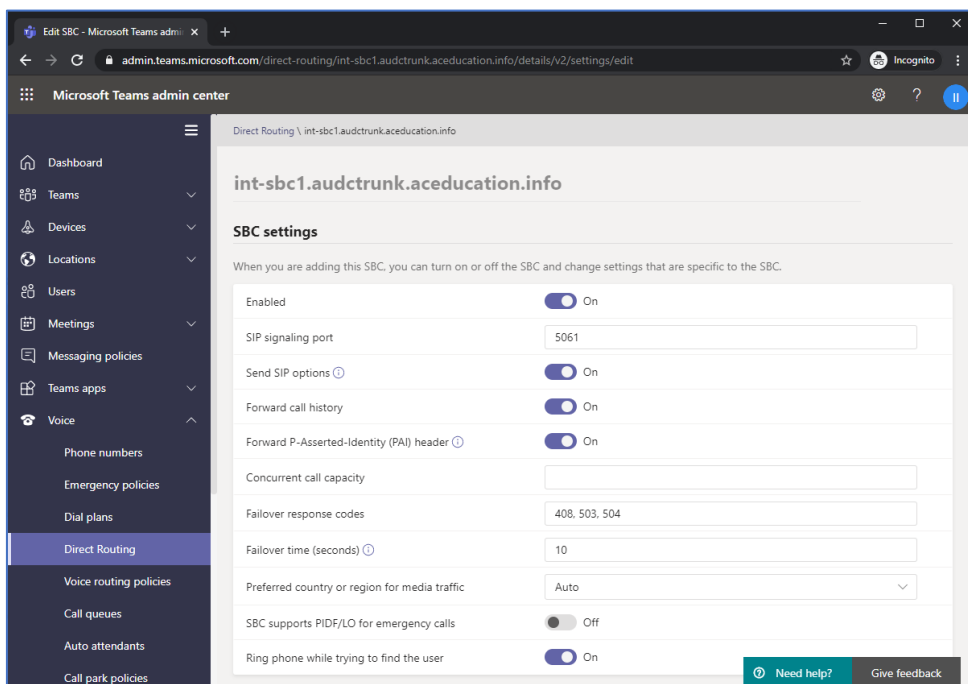 Edit SBC - Microsoft Teams admi
admin.teams.microsoft.com/direct-routing/int-sbc1.audctrunk.aceducation.info/details/v2/settings/edit
Incognito
Microsoft Teams admin center
II
Direct Routing \ int-sbc1.audctrunk.aceducation.info
Dashboard
Teams
Devices
Locations
Users
Meetings
Messaging policies
Teams apps
Voice
Phone numbers
Emergency policies
Dial plans
Direct Routing
Voice routing policies
Call queues
Auto attendants
Call park policies
int-sbc1.audctrunk.aceducation.info
SBC settings
When you are adding this SBC, you can turn on or off the SBC and change settings that are specific to the SBC.
Enabled On
SIP signaling port 5061
Send SIP options On
Forward call history On
Forward P-Asserted-Identity (PAI) header On
Concurrent call capacity
Failover response codes 408, 503, 504
Failover time (seconds) 10
Preferred country or region for media traffic Auto
SBC supports PIDF/LO for emergency calls Off
Ring phone while trying to find the user On
Need help? Give feedback